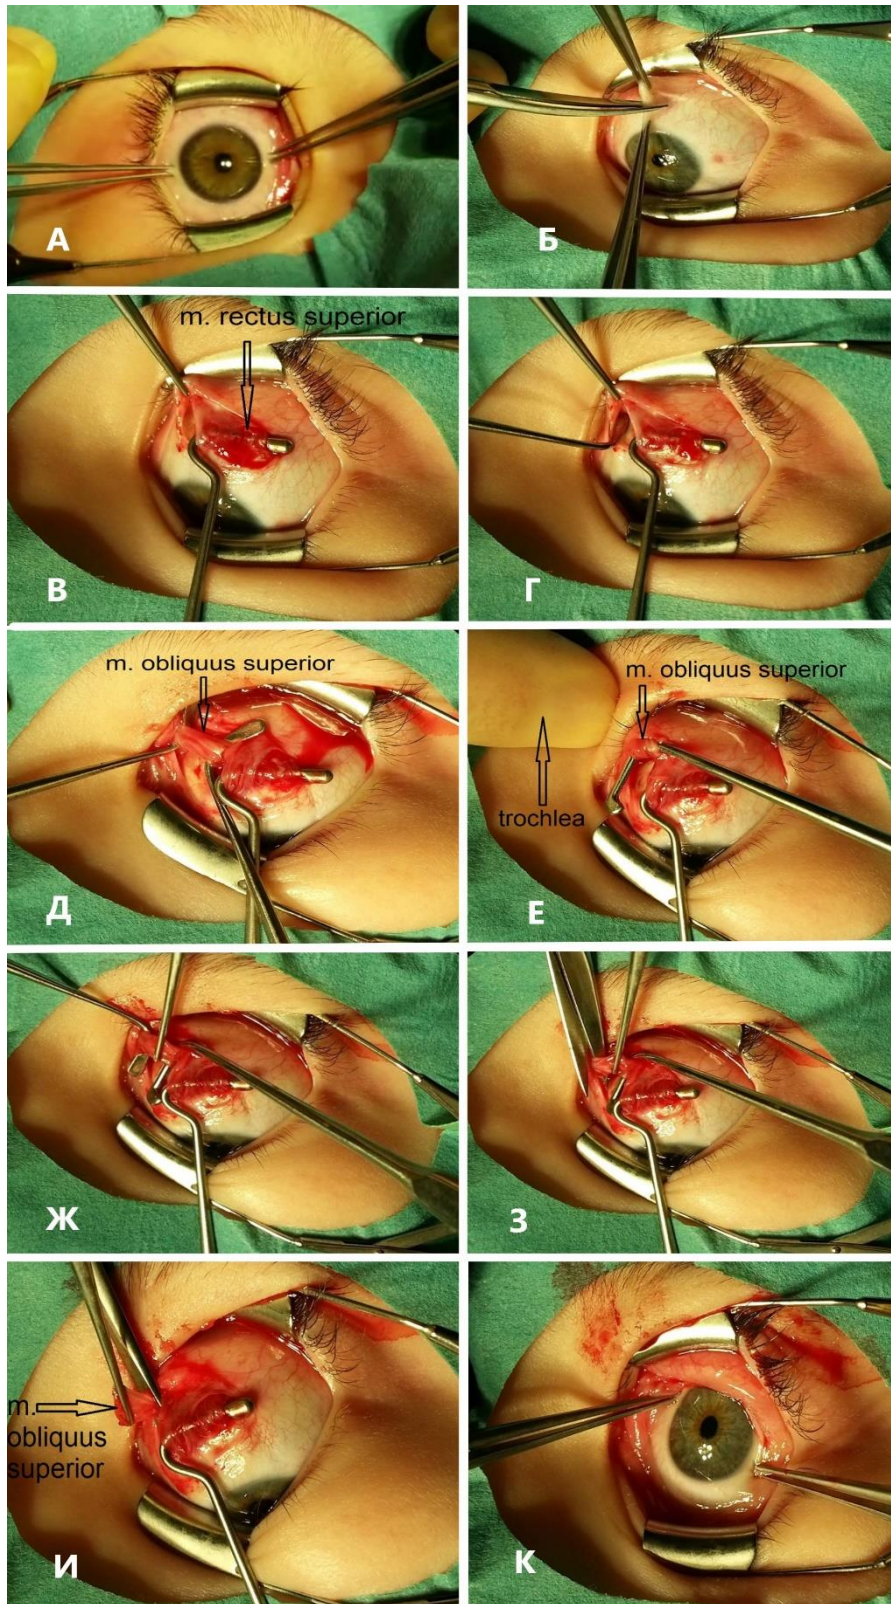 А
Б
m. rectus superior
В
Г
m. obliquus superior
Д
m. obliquus superior
trochlea
Е
Ж
З
m.
obliquus
superior
И
К